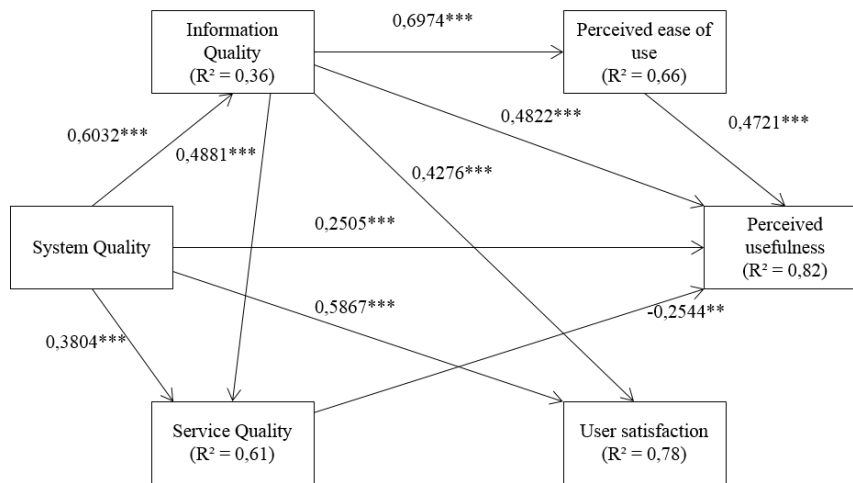 Information
Quality
(R² = 0,36)
0,6974***
Perceived ease of
use
(R² = 0,66)
0,6032***
0,4881***
0,4822***
0,4721***
0,4276***
System Quality
0,2505***
Perceived
usefulness
(R² = 0,82)
0,5867***
-0,2544**
0,3804***
Service Quality
(R² = 0,61)
User satisfaction
(R² = 0,78)